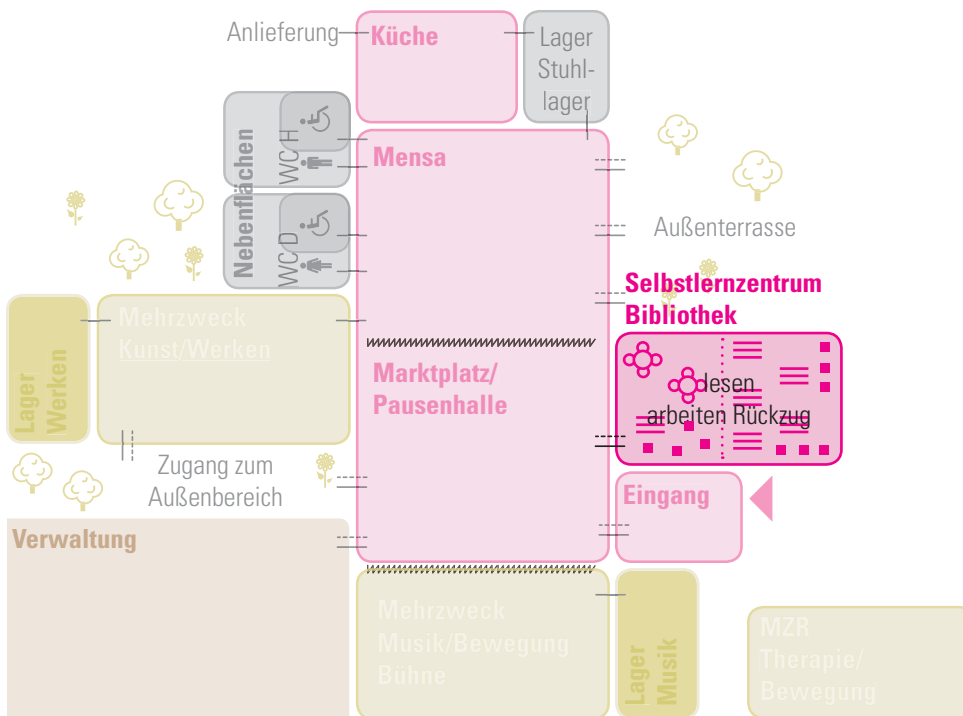 Anlieferung
Küche
Lager
Stuhl-
lager
Nebenflächen
WC H
WC D
Mensa
Außenterrasse
Selbstlernzentrum
Bibliothek
lesen
arbeiten Rückzug
Mehrzweck
Kunst/Werken
Lager
Werken
Marktplatz/
Pausenhalle
Zugang zum
Außenbereich
Eingang
Verwaltung
Mehrzweck
Musik/Bewegung
Bühne
Lager
Musik
MZR
Therapie/
Bewegung